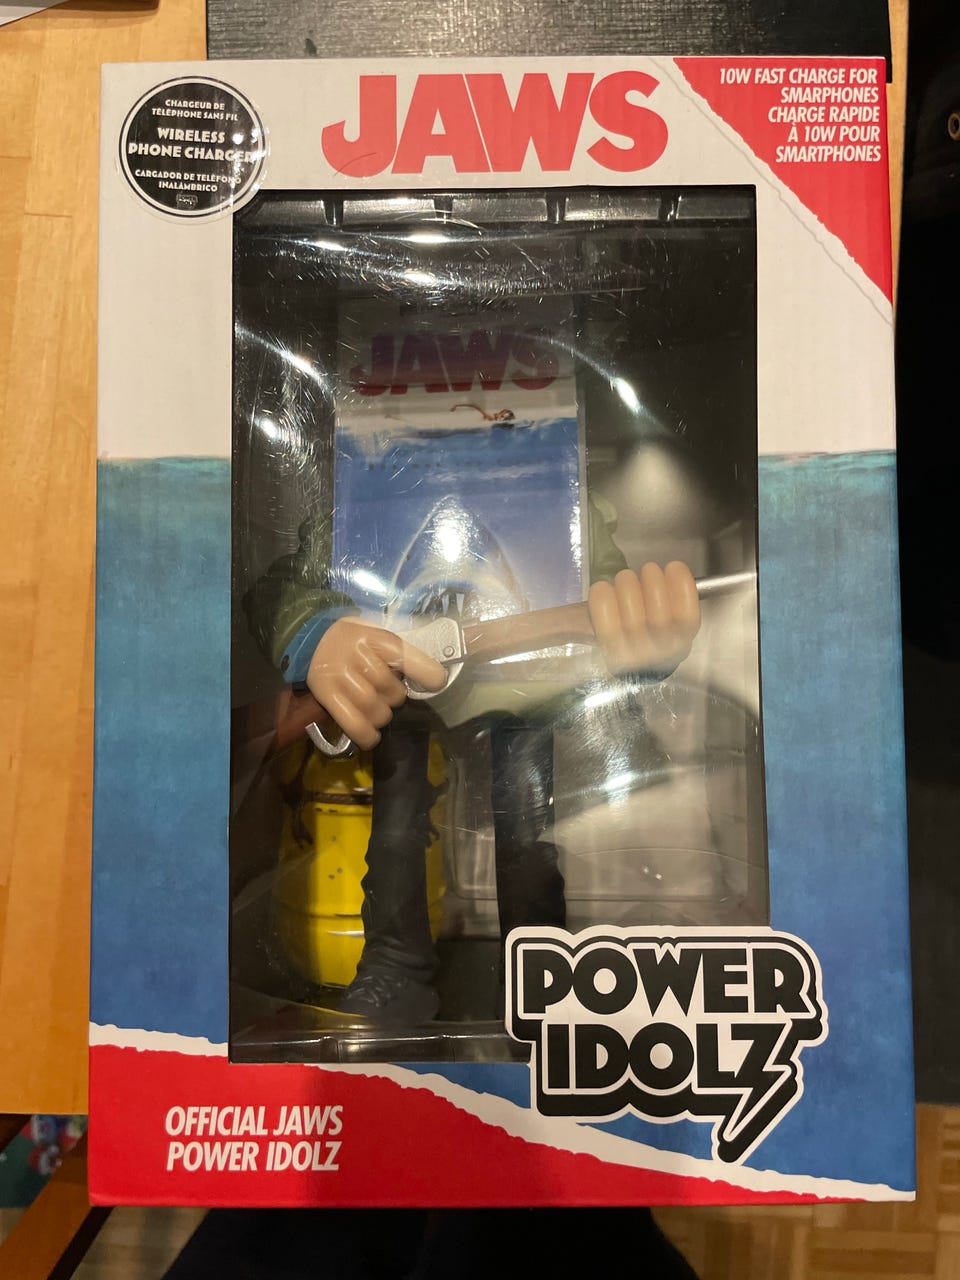 CHARGEUR DE
TÉLÉPHONE SANS FIL
WIRELESS
PHONE CHARGER
CARGADOR DE TELÉFONO
INALÁMBRICO
JAWS
10W FAST CHARGE FOR
SMARPHONES
CHARGE RAPIDE
À 10W POUR
SMARTPHONES
JAWS
POWER
IDOLZ
OFFICIAL JAWS
POWER IDOLZ